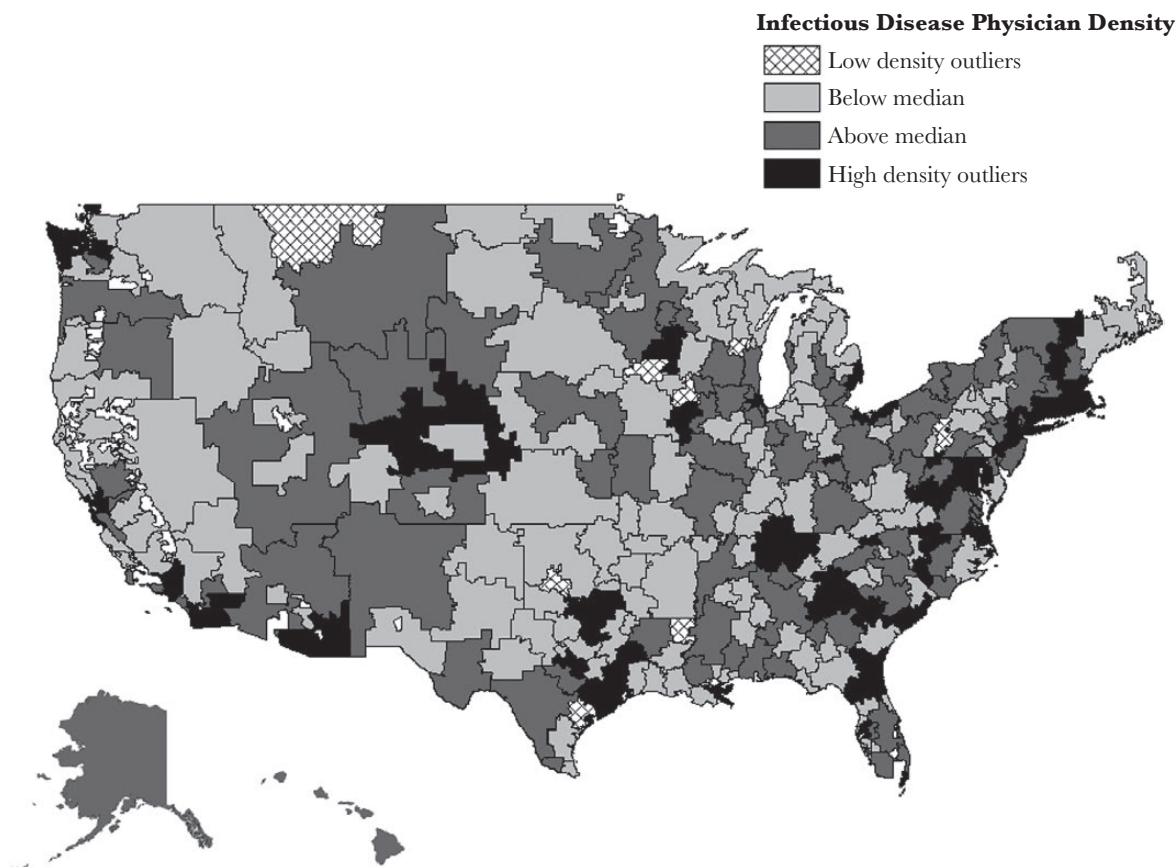 Infectious Disease Physician Density
Low density outliers
Below median
Above median
High density outliers